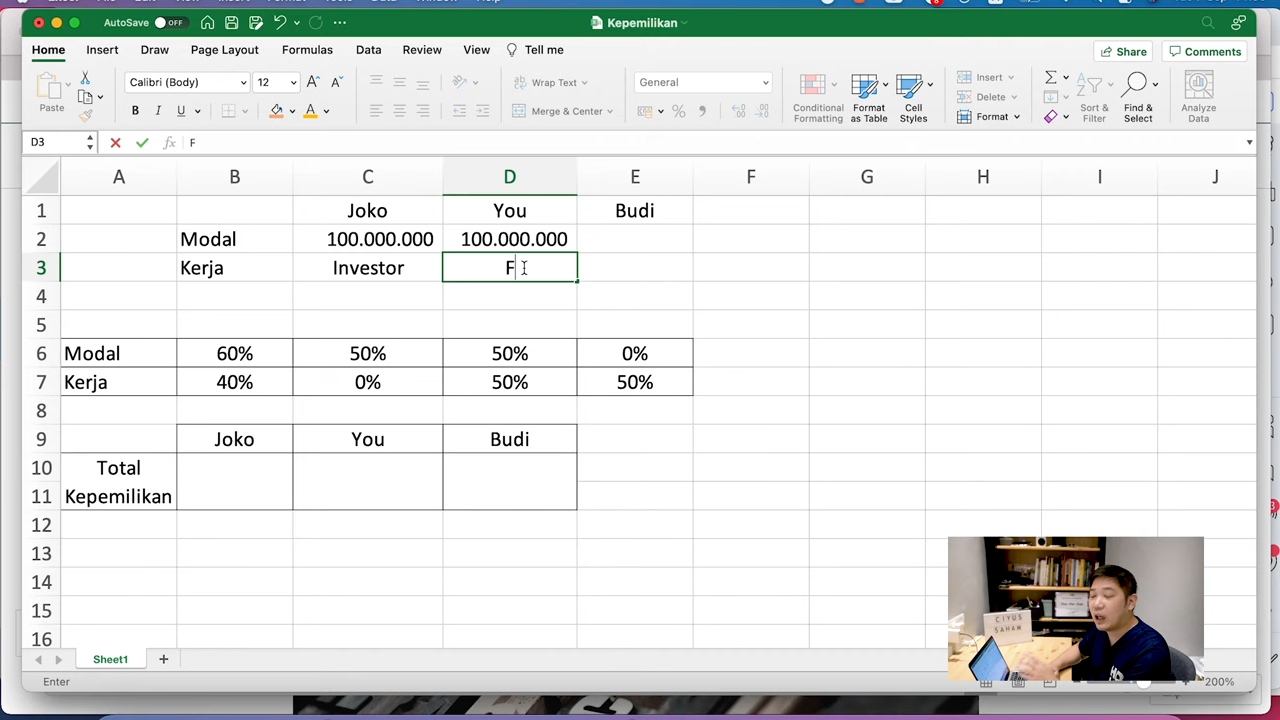 AutoSave OFF
Kepemilikan
Home Insert Draw Page Layout Formulas Data Review View Tell me
Share Comments
Paste
Calibri (Body) 12
B I U
Wrap Text
Merge & Center
General
Conditional Formatting
Format as Table
Cell Styles
Insert
Delete
Format
Sort & Filter
Find & Select
Analyze Data
D3 fx F
A B C D E F G H I J
1 Joko You Budi
2 Modal 100.000.000 100.000.000
3 Kerja Investor F
4
5
6 Modal 60% 50% 50% 0%
7 Kerja 40% 0% 50% 50%
8
9 Joko You Budi
10 Total
11 Kepemilikan
12
13
14
15
16
CIYUS
SAHAM
Sheet1
Enter
200%